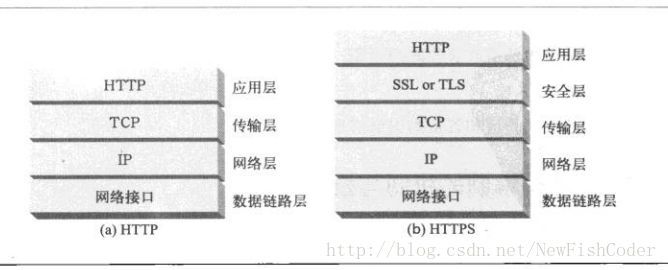 HTTP 应用层
TCP 传输层
IP 网络层
网络接口 数据链路层
(a) HTTP
HTTP 应用层
SSL or TLS 安全层
TCP 传输层
IP 网络层
网络接口 数据链路层
(b) HTTPS
http://blog.csdn.net/NewFishCoder